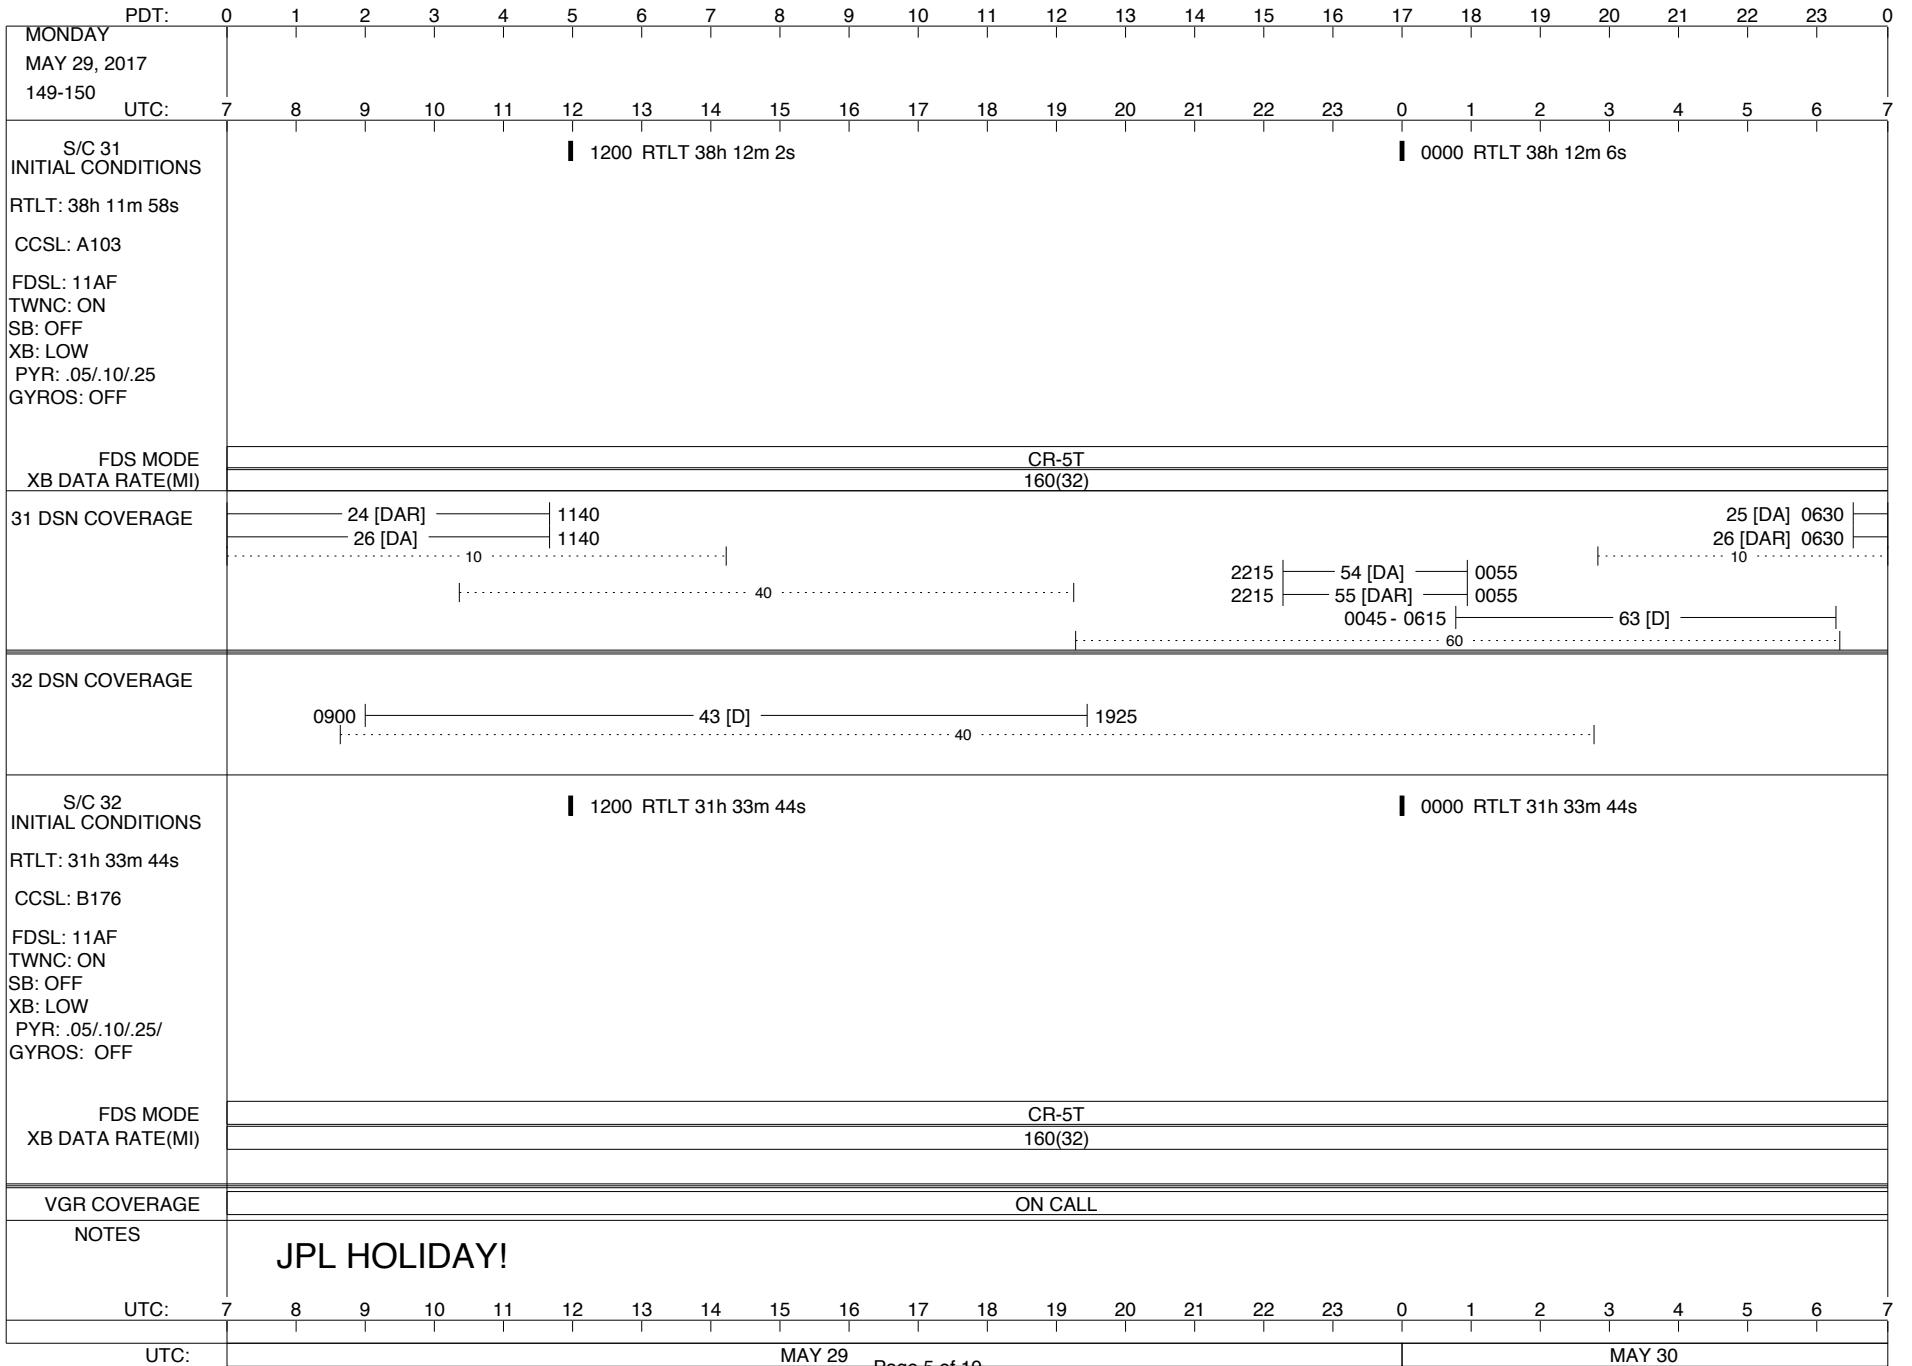 PDT: 0 1 2 3 4 5 6 7 8 9 10 11 12 13 14 15 16 17 18 19 20 21 22 23 0
MONDAY
MAY 29, 2017
149-150
UTC: 7 8 9 10 11 12 13 14 15 16 17 18 19 20 21 22 23 0 1 2 3 4 5 6 7
S/C 31
INITIAL CONDITIONS
1200 RTLT 38h 12m 2s
0000 RTLT 38h 12m 6s
RTLT: 38h 11m 58s
CCSL: A103
FDSL: 11AF
TWNC: ON
SB: OFF
XB: LOW
PYR: .05/.10/.25
GYROS: OFF
FDS MODE CR-5T
XB DATA RATE(MI) 160(32)
31 DSN COVERAGE
24 [DAR] 1140 25 [DA] 0630
26 [DA] 1140 26 [DAR] 0630
10 10
2215 54 [DA] 0055
40
2215 55 [DAR] 0055
0045 - 0615 63 [D]
60
32 DSN COVERAGE
0900 43 [D] 1925
40
S/C 32
INITIAL CONDITIONS
1200 RTLT 31h 33m 44s
0000 RTLT 31h 33m 44s
RTLT: 31h 33m 44s
CCSL: B176
FDSL: 11AF
TWNC: ON
SB: OFF
XB: LOW
PYR: .05/.10/.25/
GYROS: OFF
FDS MODE CR-5T
XB DATA RATE(MI) 160(32)
VGR COVERAGE ON CALL
NOTES
JPL HOLIDAY!
UTC: 7 8 9 10 11 12 13 14 15 16 17 18 19 20 21 22 23 0 1 2 3 4 5 6 7
UTC: MAY 29 MAY 30
Page 5 of 19